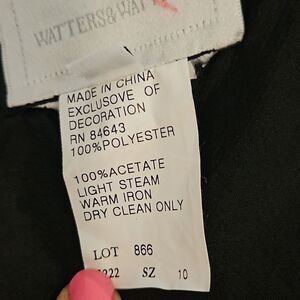 WATTERS&WAT
MADE IN CHINA
EXCLUSOVE OF
DECORATION
RN 84643
100%POLYESTER
100%ACETATE
LIGHT STEAM
WARM IRON
DRY CLEAN ONLY
LOT 866
022 SZ 10